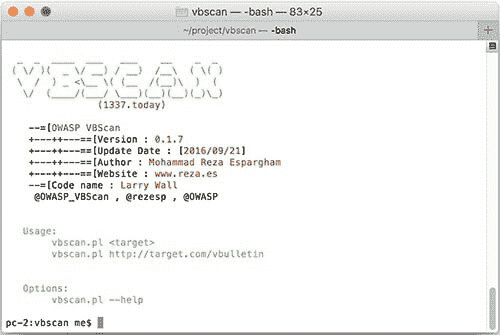 vbscan — -bash — 83×25
~/project/vbscan — -bash
VBSCAN
(1337.today)
--=[OWASP VBScan
+---++---==[Version : 0.1.7
+---++---==[Update Date : [2016/09/21]
+---++---==[Author : Mohammad Reza Espargham
+---++---==[Website : www.reza.es
--=[Code name : Larry Wall
@OWASP_VBScan , @rezesp , @OWASP
Usage:
vbscan.pl <target>
vbscan.pl http://target.com/vbulletin
Options:
vbscan.pl --help
pc-2:vbscan me$